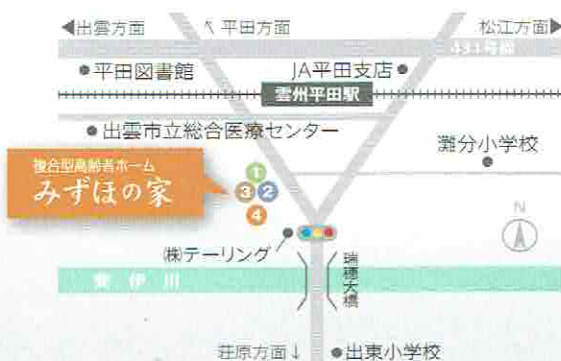 ◀出雲方面
↖平田方面
松江方面▶
431号線
●平田図書館
JA平田支店●
雲州平田駅
●出雲市立総合医療センター
灘分小学校
複合型高齢者ホーム
みずほの家
1
3 2
4
N
㈱テーリング
瑞穂大橋
斐伊川
荘原方面↓
●出東小学校